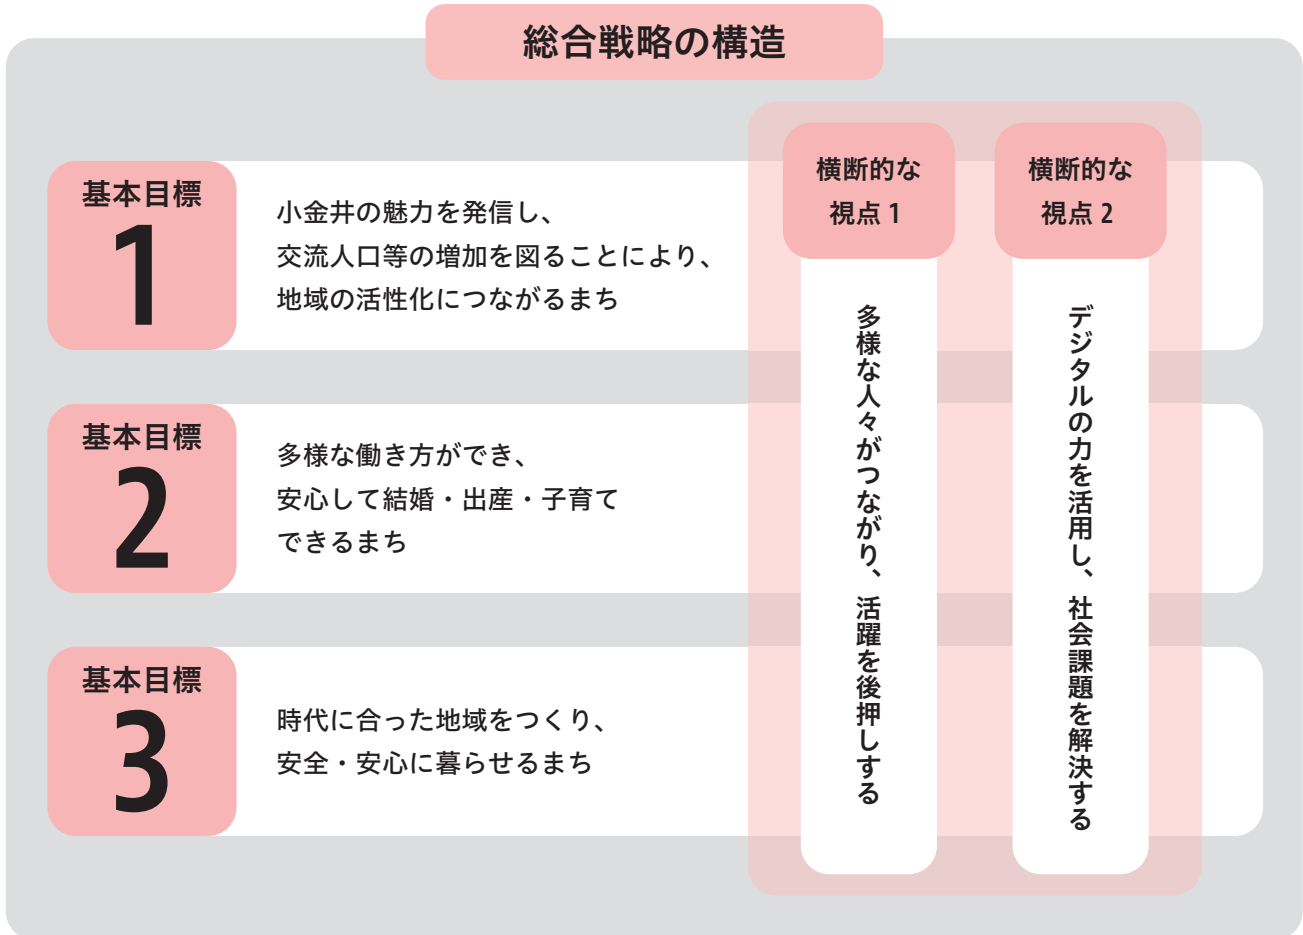 総合戦略の構造
基本目標
1
小金井の魅力を発信し、
交流人口等の増加を図ることにより、
地域の活性化につながるまち
基本目標
2
多様な働き方ができ、
安心して結婚・出産・子育て
できるまち
基本目標
3
時代に合った地域をつくり、
安全・安心に暮らせるまち
横断的な
視点 1
多様な人々がつながり、活躍を後押しする
横断的な
視点 2
デジタルの力を活用し、社会課題を解決する